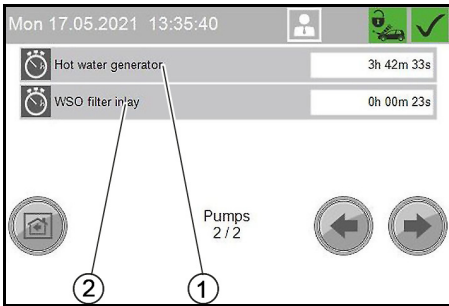 Mon 17.05.2021 13:35:40
Hot water generator 3h 42m 33s
WSO filter inlay 0h 00m 23s
Pumps
2 / 2
2 1